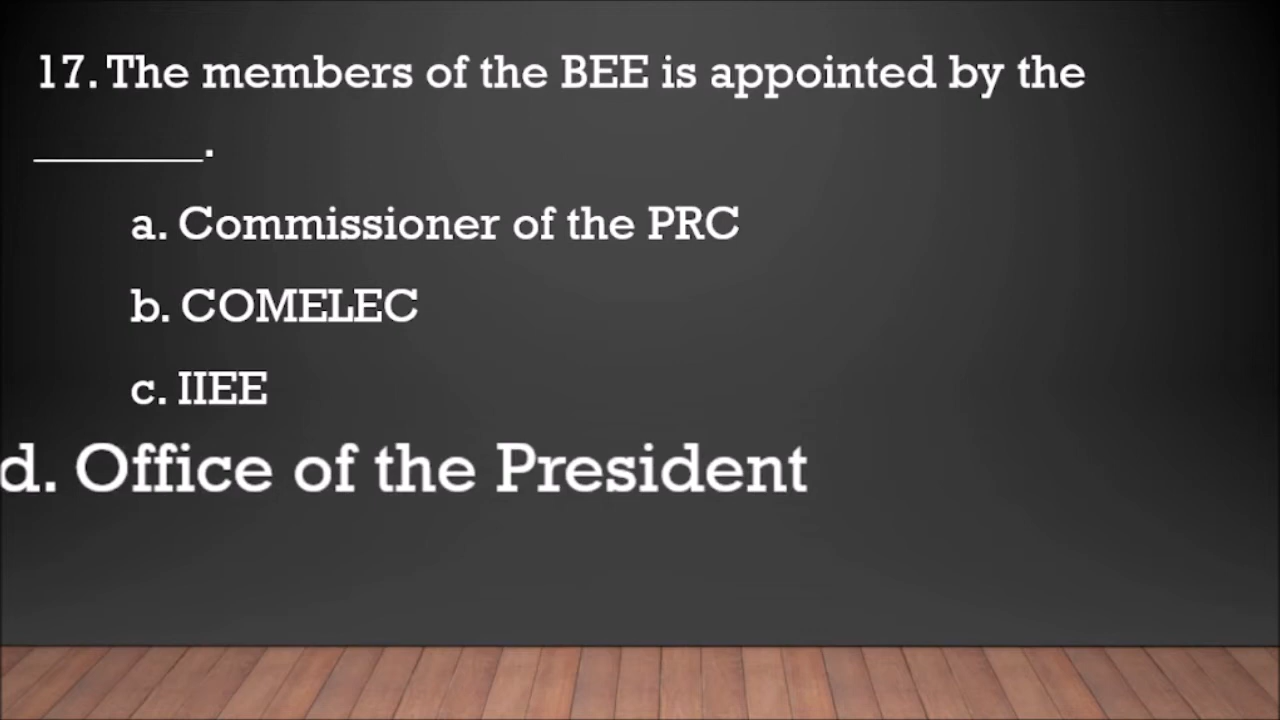 17. The members of the BEE is appointed by the
_______.
a. Commissioner of the PRC
b. COMELEC
c. IIEE
d. Office of the President